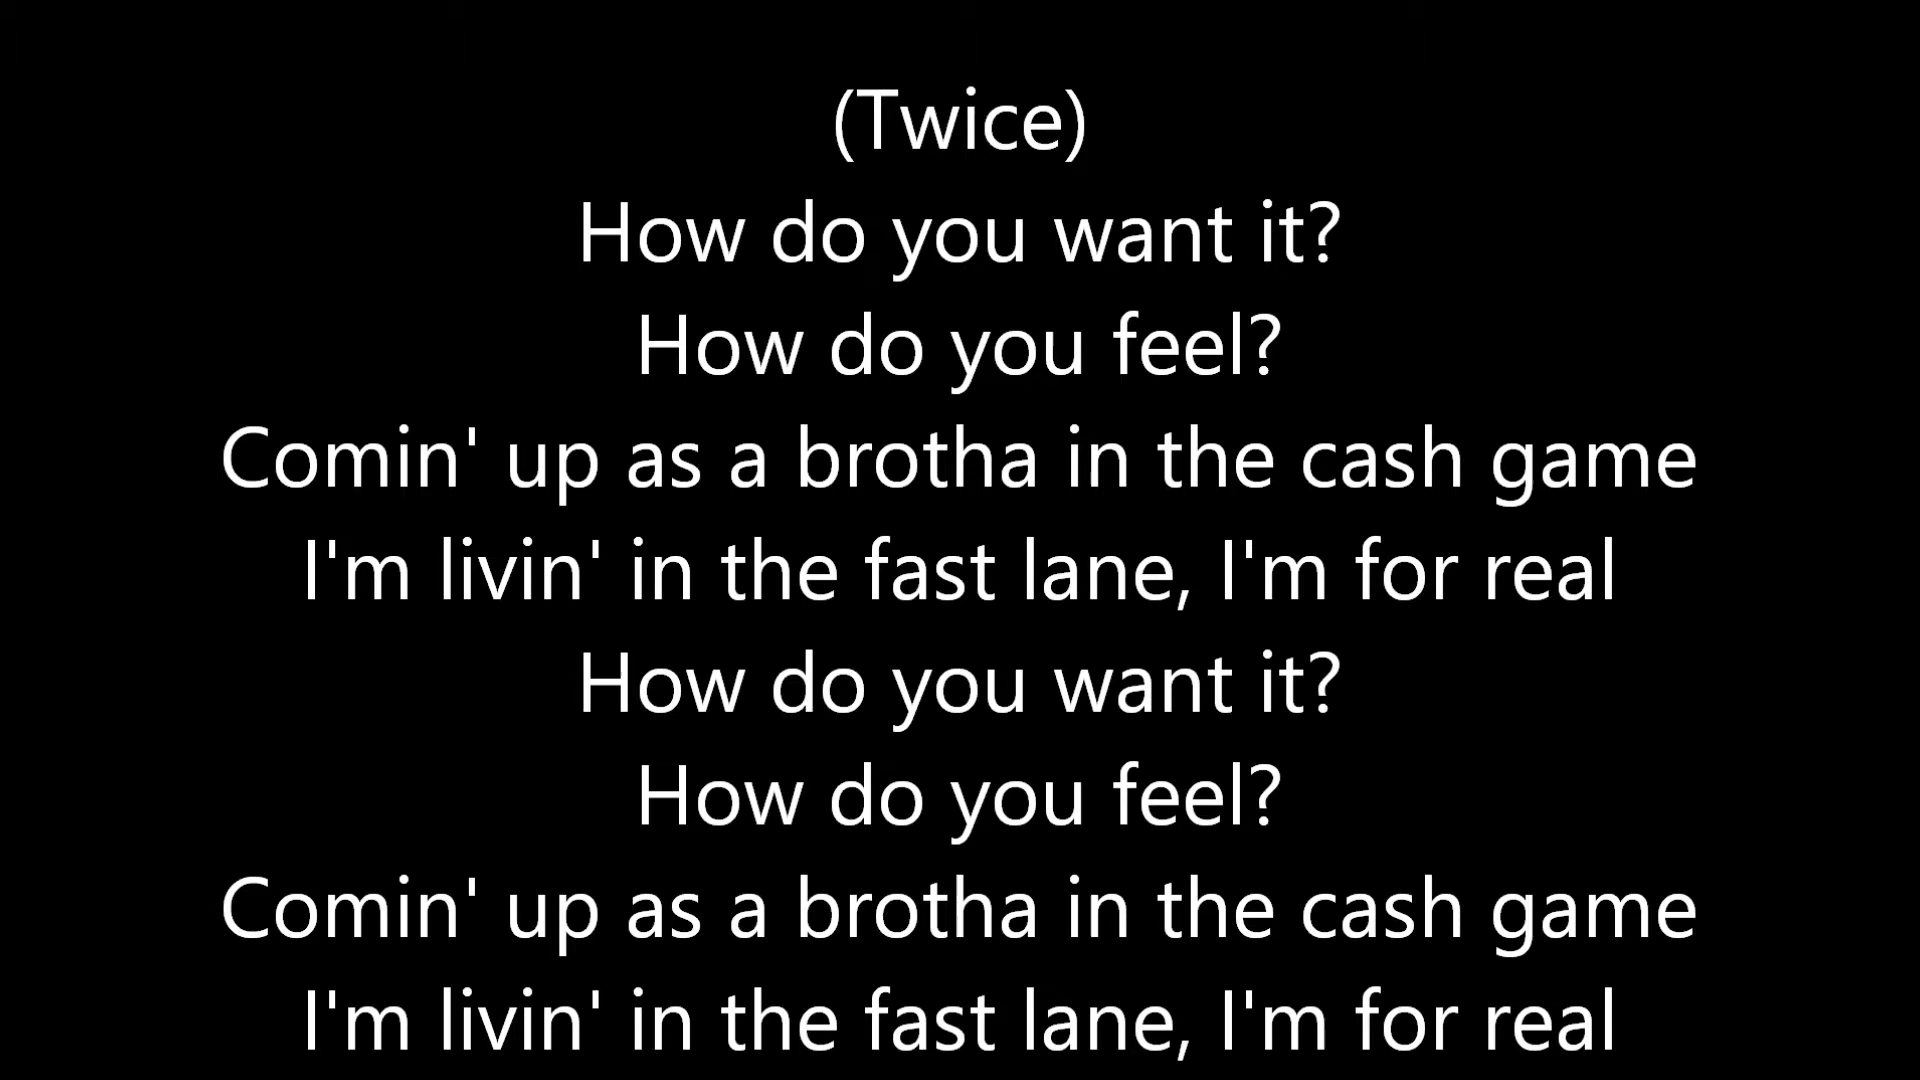 (Twice)
How do you want it?
How do you feel?
Comin' up as a brotha in the cash game
I'm livin' in the fast lane, I'm for real
How do you want it?
How do you feel?
Comin' up as a brotha in the cash game
I'm livin' in the fast lane, I'm for real